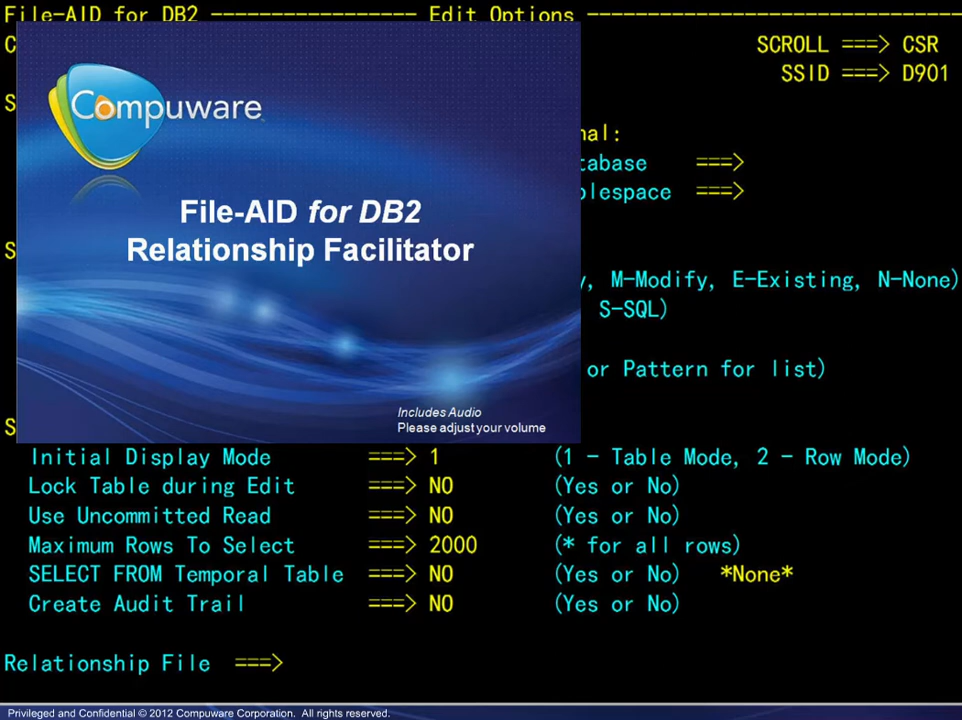 File-AID for DB2 ----------------- Edit Options -------------------------------
C
SCROLL ===> CSR
SSID ===> D901
S
Compuware
nal:
tabase ===>
File-AID for DB2
blespace ===>
Relationship Facilitator
S
y, M-Modify, E-Existing, N-None)
S-SQL)
or Pattern for list)
Includes Audio
Please adjust your volume
S
Initial Display Mode ===> 1 (1 - Table Mode, 2 - Row Mode)
Lock Table during Edit ===> NO (Yes or No)
Use Uncommitted Read ===> NO (Yes or No)
Maximum Rows To Select ===> 2000 (* for all rows)
SELECT FROM Temporal Table ===> NO (Yes or No) *None*
Create Audit Trail ===> NO (Yes or No)
Relationship File ===>
Privileged and Confidential © 2012 Compuware Corporation. All rights reserved.